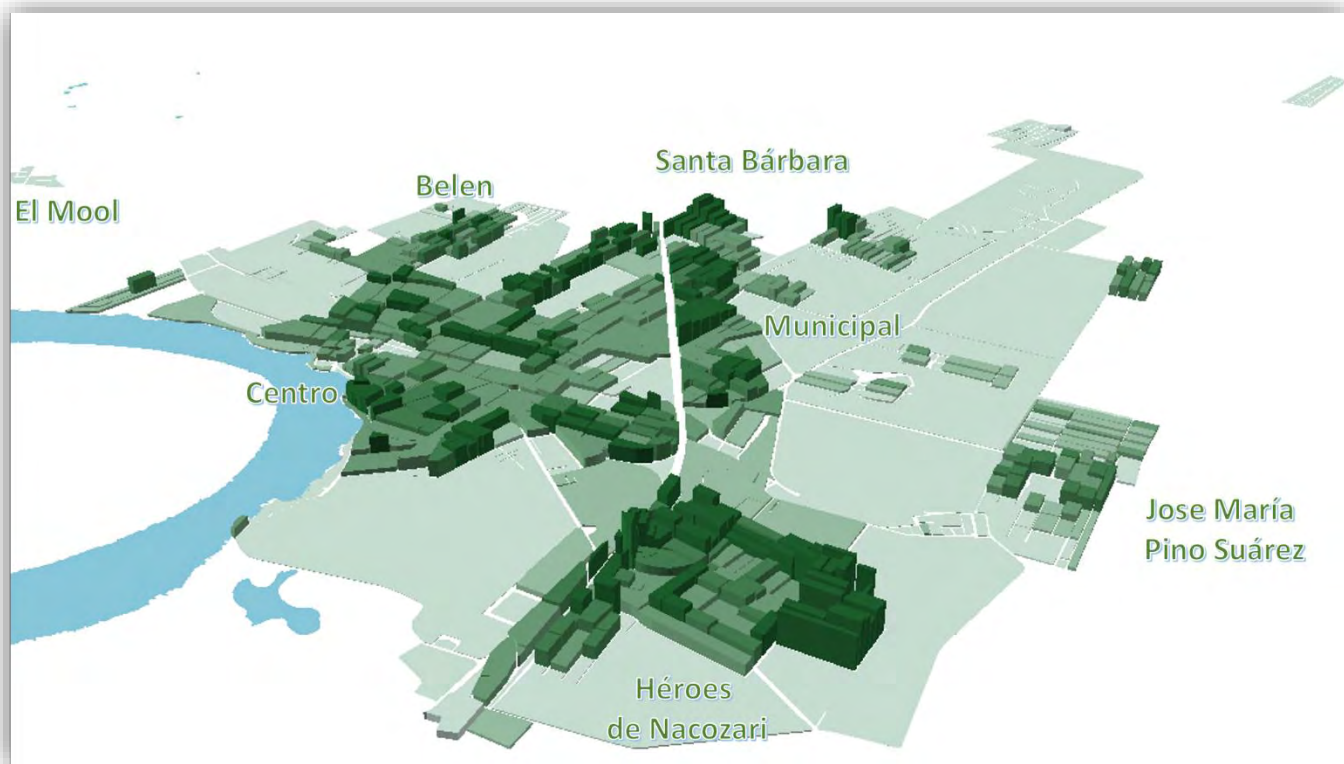 Santa Bárbara
Belen
El Mool
Municipal
Centro
Jose María
Pino Suárez
Héroes
de Nacozari